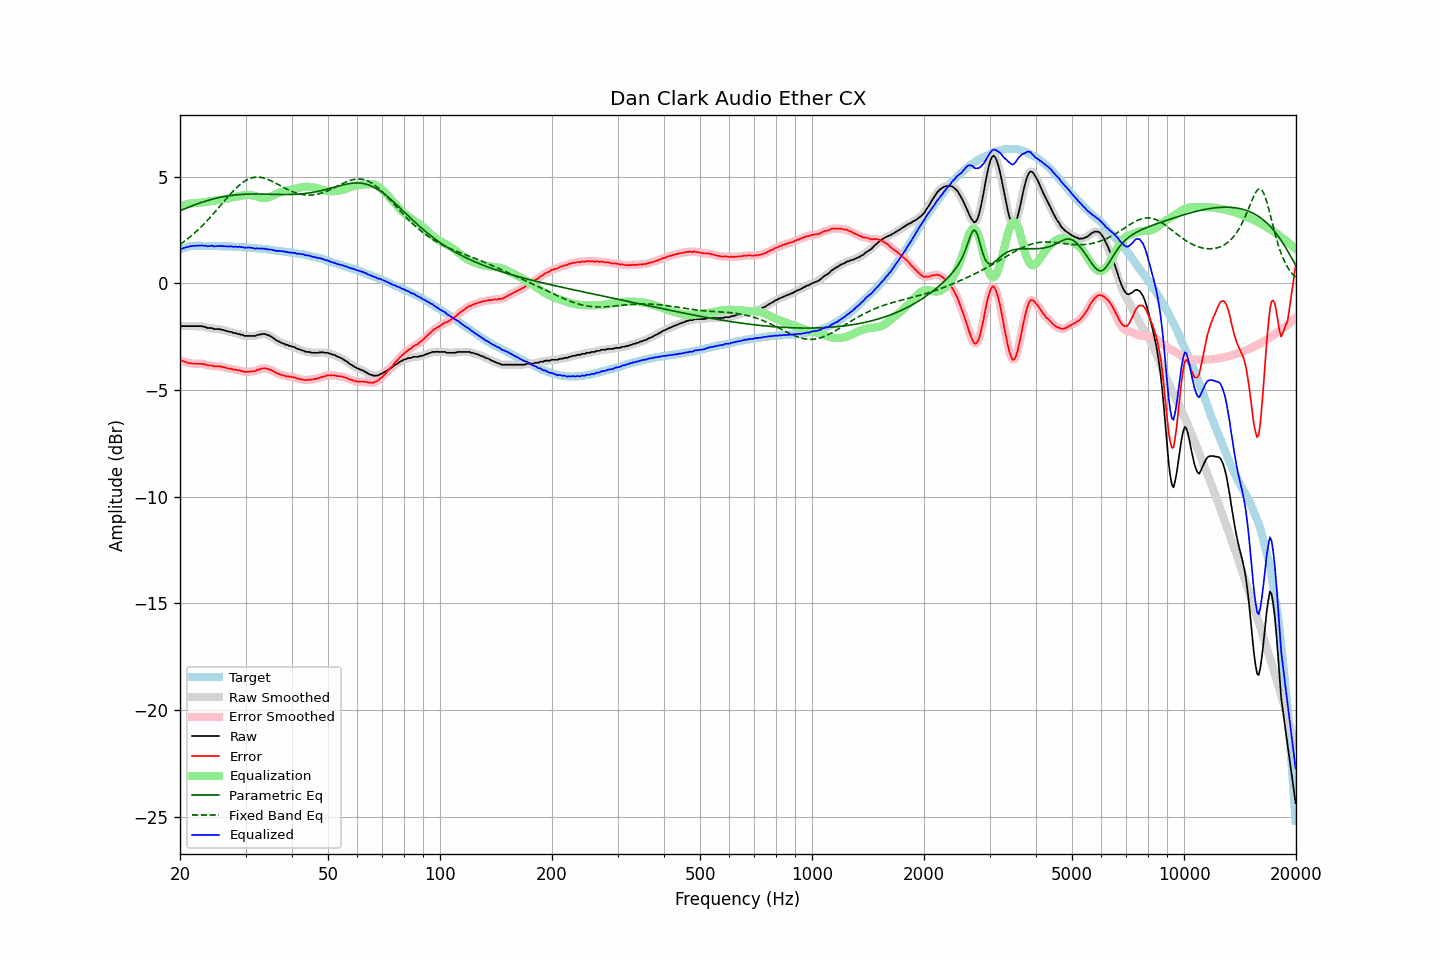 Dan Clark Audio Ether CX
Amplitude (dBr)
5
0
−5
−10
−15
−20
−25
Target
Raw Smoothed
Error Smoothed
Raw
Error
Equalization
Parametric Eq
Fixed Band Eq
Equalized
20 50 100 200 500 1000 2000 5000 10000 20000
Frequency (Hz)